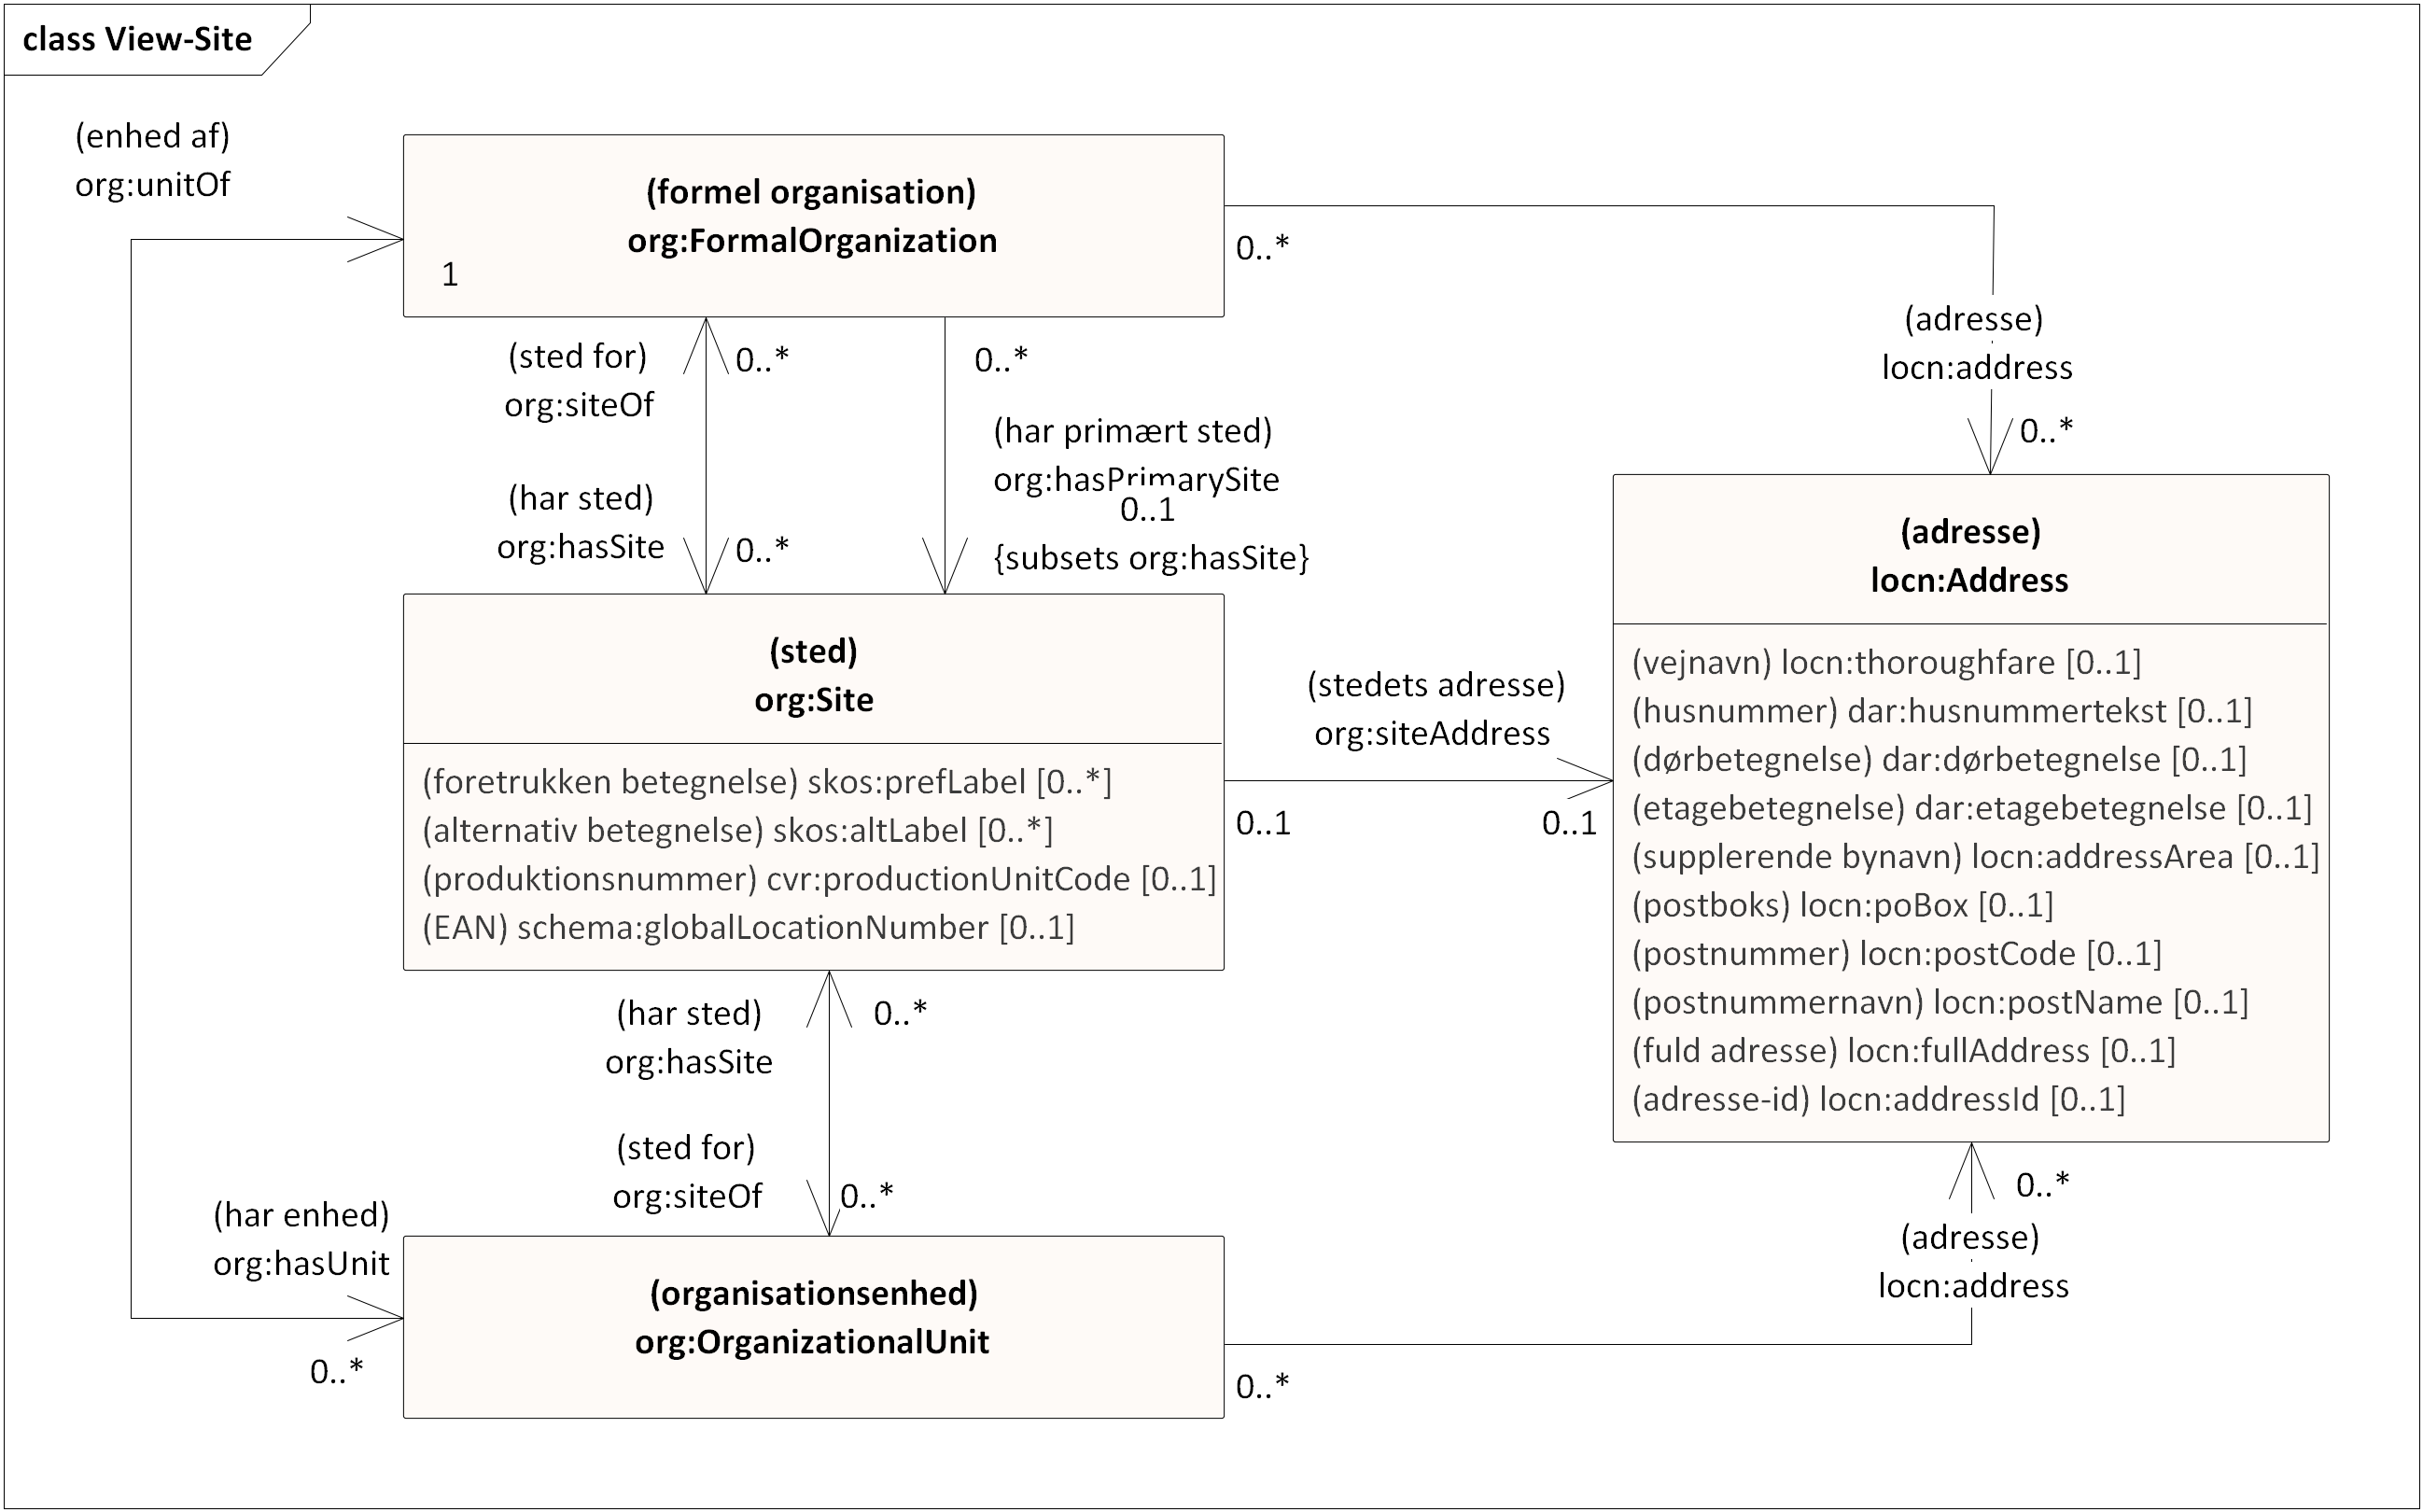 class View-Site
(enhed af)
org:unitOf
(formel organisation)
org:FormalOrganization
1
0..*
(adresse)
locn:address
0..*
(sted for)
org:siteOf
0..*
0..*
(har primært sted)
org:hasPrimarySite
0..1
{subsets org:hasSite}
(har sted)
org:hasSite
0..*
(sted)
org:Site
(foretrukken betegnelse) skos:prefLabel [0..*]
(alternativ betegnelse) skos:altLabel [0..*]
(produktionsnummer) cvr:productionUnitCode [0..1]
(EAN) schema:globalLocationNumber [0..1]
(stedets adresse)
org:siteAddress
0..1
0..1
(adresse)
locn:Address
(vejnavn) locn:thoroughfare [0..1]
(husnummer) dar:husnummertekst [0..1]
(dørbetegnelse) dar:dørbetegnelse [0..1]
(etagebetegnelse) dar:etagebetegnelse [0..1]
(supplerende bynavn) locn:addressArea [0..1]
(postboks) locn:poBox [0..1]
(postnummer) locn:postCode [0..1]
(postnummernavn) locn:postName [0..1]
(fuld adresse) locn:fullAddress [0..1]
(adresse-id) locn:addressId [0..1]
(har sted)
org:hasSite
0..*
(sted for)
org:siteOf
0..*
(har enhed)
org:hasUnit
0..*
(organisationsenhed)
org:OrganizationalUnit
0..*
0..*
(adresse)
locn:address